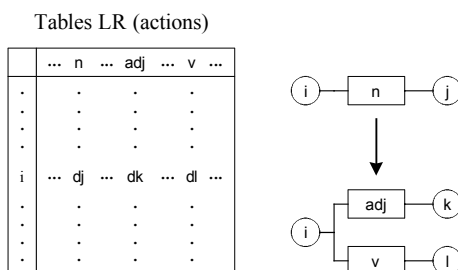 Tables LR (actions)
... n ... adj ... v ...
i ... dj ... dk ... dl ...
i n j
adj k
i
v l